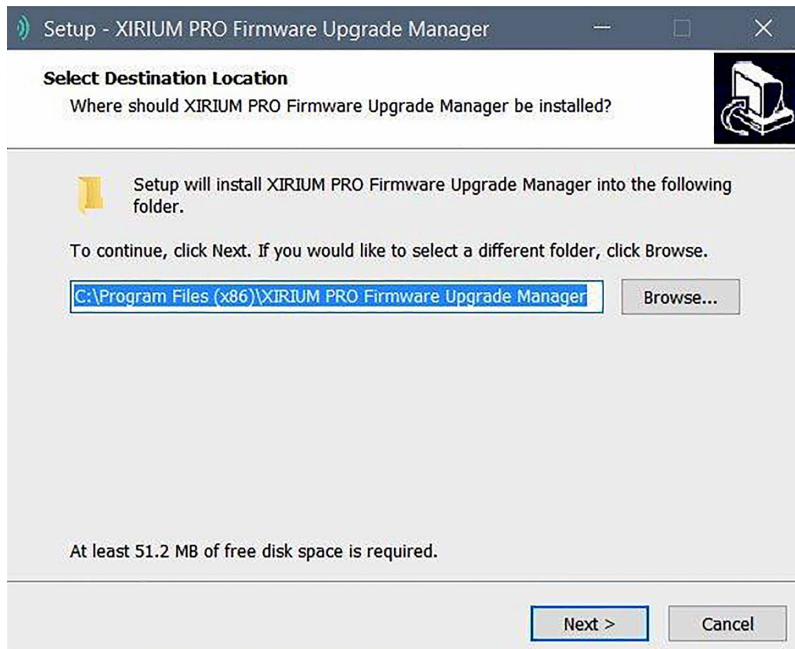 Setup - XIRIUM PRO Firmware Upgrade Manager
Select Destination Location
Where should XIRIUM PRO Firmware Upgrade Manager be installed?
Setup will install XIRIUM PRO Firmware Upgrade Manager into the following
folder.
To continue, click Next. If you would like to select a different folder, click Browse.
C:\Program Files (x86)\XIRIUM PRO Firmware Upgrade Manager
Browse...
At least 51.2 MB of free disk space is required.
Next >
Cancel